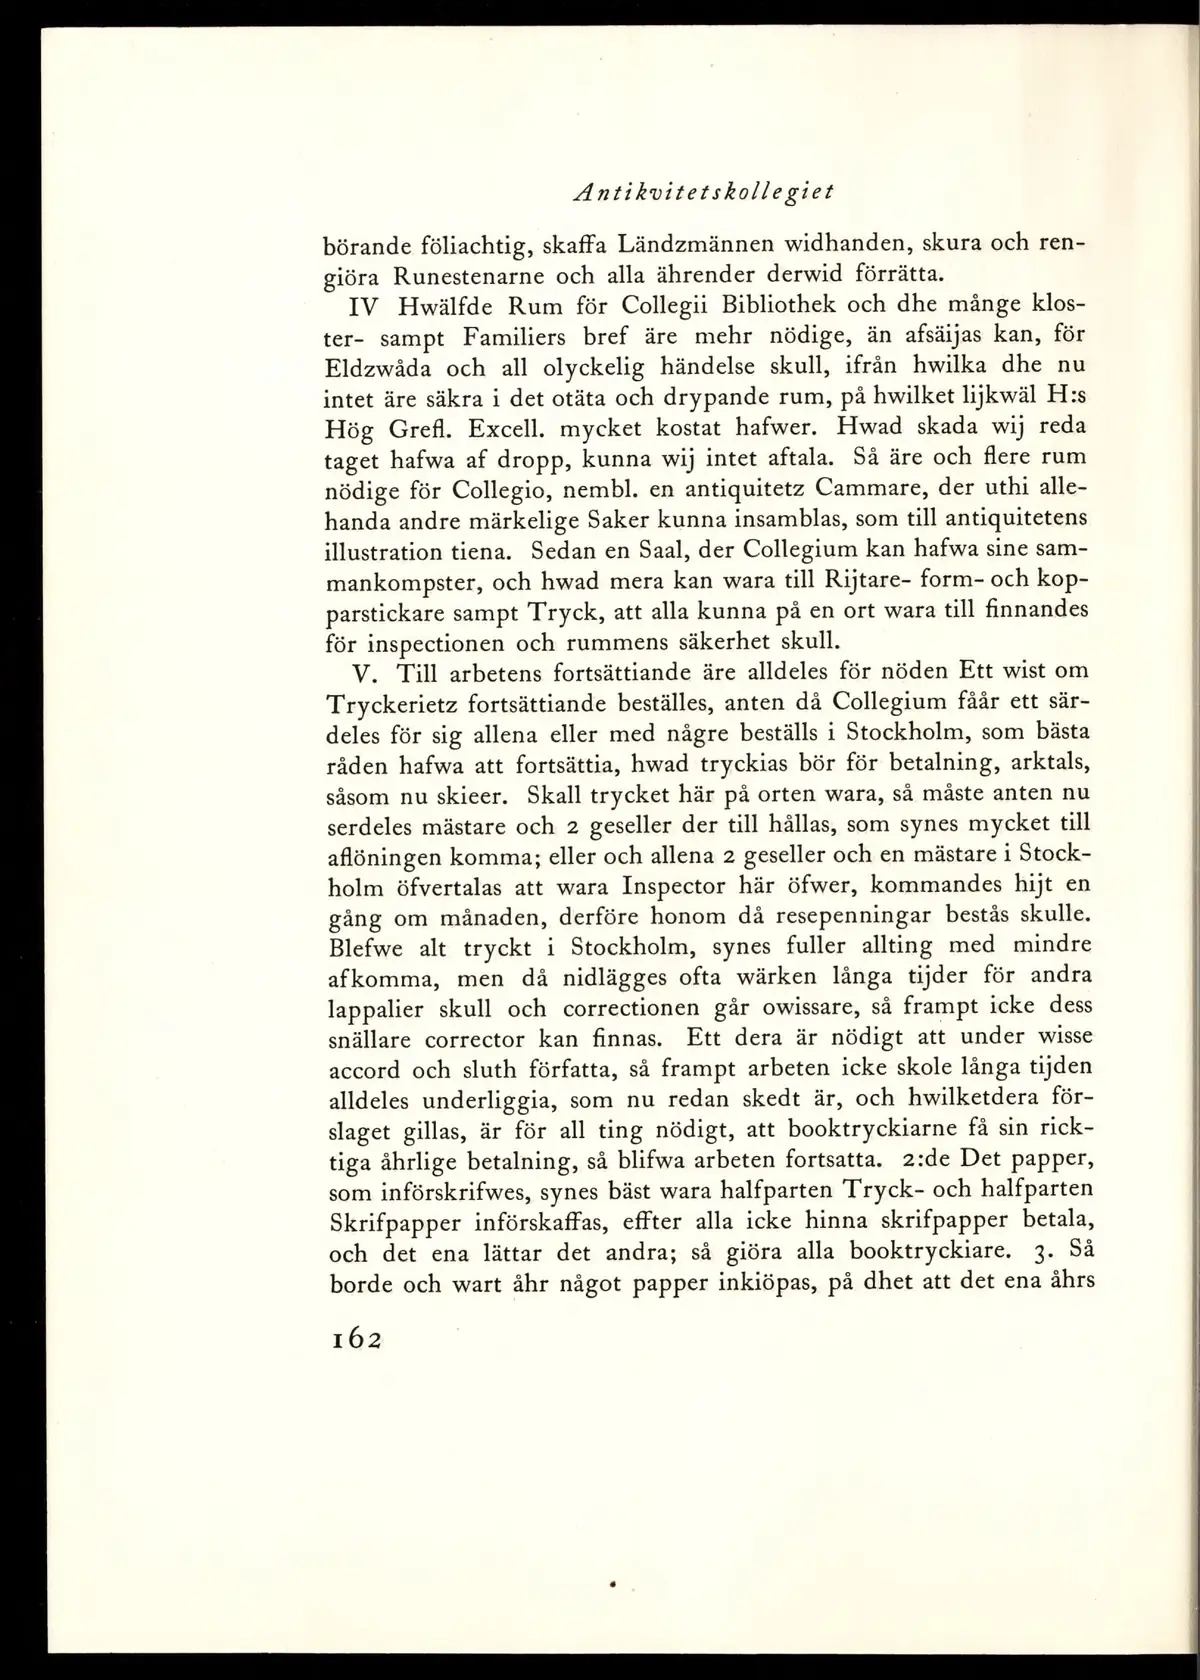 Antikvitetskollegiet
börande föliachtig, skaffa Ländzmännen widhanden, skura och ren-
giöra Runestenarne och alla ährender derwid förrätta.
IV Hwälfde Rum för Collegii Bibliothek och dhe månge klos-
ter- sampt Familiers bref äre mehr nödige, än afsäijas kan, för
Eldzwåda och all olyckelig händelse skull, ifrån hwilka dhe nu
intet äre säkra i det otäta och drypande rum, på hwilket lijkwäl H:s
Hög Grefl. Excell. mycket kostat hafwer. Hwad skada wij reda
taget hafwa af dropp, kunna wij intet aftala. Så äre och flere rum
nödige för Collegio, nembl. en antiquitetz Cammare, der uthi alle-
handa andre märkelige Saker kunna insamblas, som till antiquitetens
illustration tiena. Sedan en Saal, der Collegium kan hafwa sine sam-
mankompster, och hwad mera kan wara till Rijtare- form- och kop-
parstickare sampt Tryck, att alla kunna på en ort wara till finnandes
för inspectionen och rummens säkerhet skull.
V. Till arbetens fortsättiande äre alldeles för nöden Ett wist om
Tryckerietz fortsättiande beställes, anten då Collegium fåår ett sär-
deles för sig allena eller med någre beställs i Stockholm, som bästa
råden hafwa att fortsättia, hwad tryckias bör för betalning, arktals,
såsom nu skieer. Skall trycket här på orten wara, så måste anten nu
serdeles mästare och 2 geseller der till hållas, som synes mycket till
aflöningen komma; eller och allena 2 geseller och en mästare i Stock-
holm öfvertalas att wara Inspector här öfwer, kommandes hijt en
gång om månaden, derföre honom då resepenningar bestås skulle.
Blefwe alt tryckt i Stockholm, synes fuller allting med mindre
afkomma, men då nidlägges ofta wärken långa tijder för andra
lappalier skull och correctionen går owissare, så frampt icke dess
snällare corrector kan finnas. Ett dera är nödigt att under wisse
accord och sluth författa, så frampt arbeten icke skole långa tijden
alldeles underliggia, som nu redan skedt är, och hwilketdera för-
slaget gillas, är för all ting nödigt, att booktryckiarne få sin rick-
tiga åhrlige betalning, så blifwa arbeten fortsatta. 2:de Det papper,
som införskrifwes, synes bäst wara halfparten Tryck- och halfparten
Skrifpapper införskaffas, effter alla icke hinna skrifpapper betala,
och det ena lättar det andra; så giöra alla booktryckiare. 3. Så
borde och wart åhr något papper inkiöpas, på dhet att det ena åhrs
162